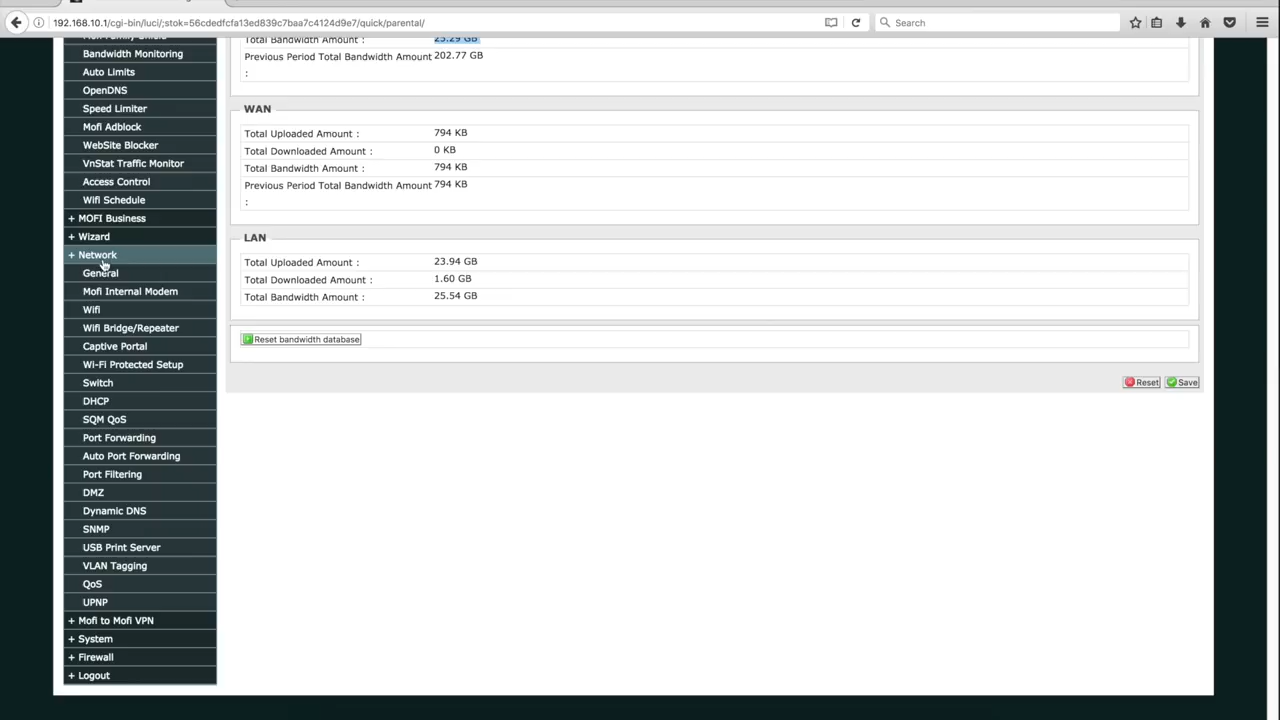 192.168.10.1/cgi-bin/luci/;stok=56cdedfcfa13ed839c7baa7c4124d9e7/quick/parental/
Search
Mofi Family Shield
Bandwidth Monitoring
Auto Limits
OpenDNS
Speed Limiter
Mofi Adblock
WebSite Blocker
VnStat Traffic Monitor
Access Control
Wifi Schedule
+ MOFI Business
+ Wizard
+ Network
General
Mofi Internal Modem
Wifi
Wifi Bridge/Repeater
Captive Portal
Wi-Fi Protected Setup
Switch
DHCP
SQM QoS
Port Forwarding
Auto Port Forwarding
Port Filtering
DMZ
Dynamic DNS
SNMP
USB Print Server
VLAN Tagging
QoS
UPNP
+ Mofi to Mofi VPN
+ System
+ Firewall
+ Logout
Total Bandwidth Amount : 25.29 GB
Previous Period Total Bandwidth Amount 202.77 GB
:
WAN
Total Uploaded Amount : 794 KB
Total Downloaded Amount : 0 KB
Total Bandwidth Amount : 794 KB
Previous Period Total Bandwidth Amount 794 KB
:
LAN
Total Uploaded Amount : 23.94 GB
Total Downloaded Amount : 1.60 GB
Total Bandwidth Amount : 25.54 GB
Reset bandwidth database
Reset Save